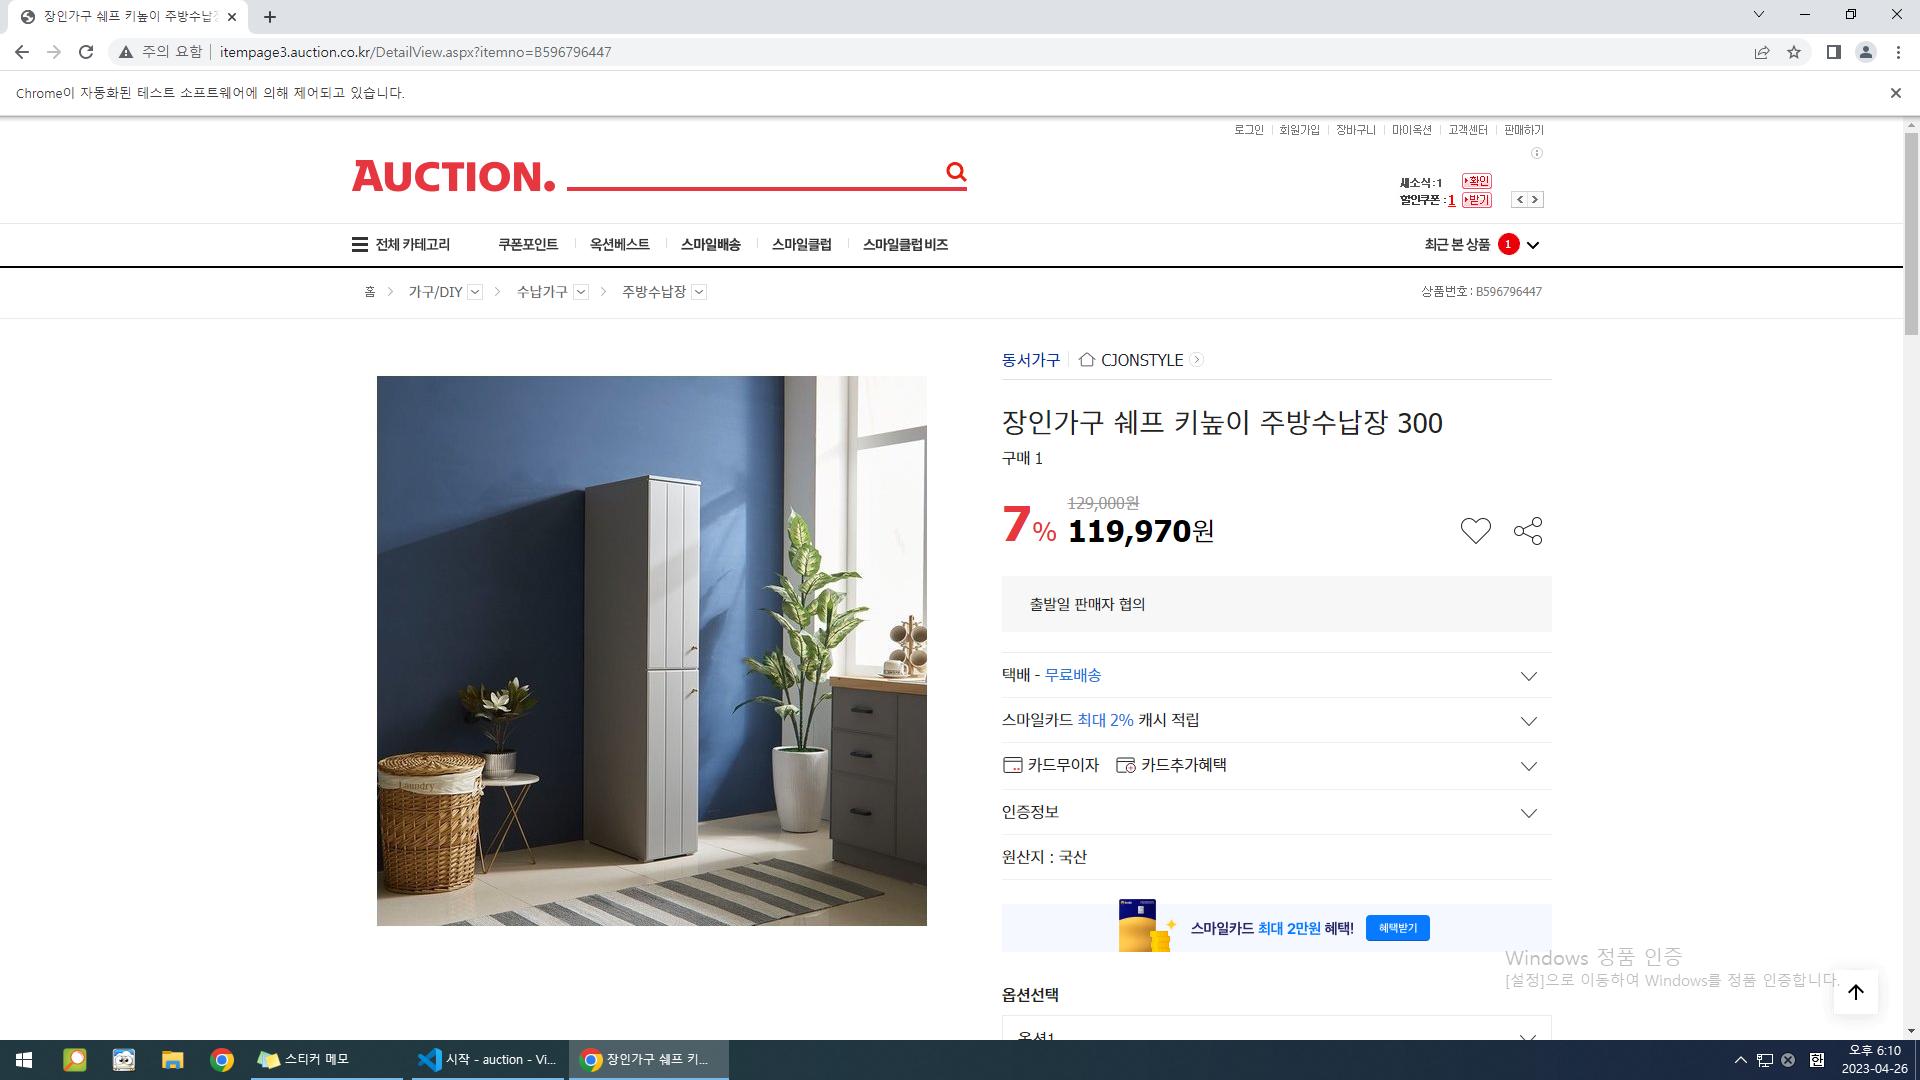 장인가구 쉐프 키높이 주방수납장
주의 요함
itempage3.auction.co.kr/DetailView.aspx?itemno=B596796447
Chrome이 자동화된 테스트 소프트웨어에 의해 제어되고 있습니다.
로그인 회원가입 장바구니 마이옥션 고객센터 판매하기
AUCTION.
새소식 : 1 확인
할인쿠폰 : 1 받기
전체 카테고리 쿠폰포인트 옥션베스트 스마일배송 스마일클럽 스마일클럽 비즈 최근 본 상품 1
홈 가구/DIY 수납가구 주방수납장 상품번호 : B596796447
동서가구 CJONSTYLE
장인가구 쉐프 키높이 주방수납장 300
구매 1
129,000원
7% 119,970원
출발일 판매자 협의
택배 - 무료배송
스마일카드 최대 2% 캐시 적립
카드무이자 카드추가혜택
Laundry
인증정보
원산지 : 국산
스마일카드 최대 2만원 혜택! 혜택받기
Windows 정품 인증
[설정]으로 이동하여 Windows를 정품 인증합니다.
옵션선택
옵션1
스티커 메모
시작 - auction - Vi...
장인가구 쉐프 키...
한
오후 6:10
2023-04-26